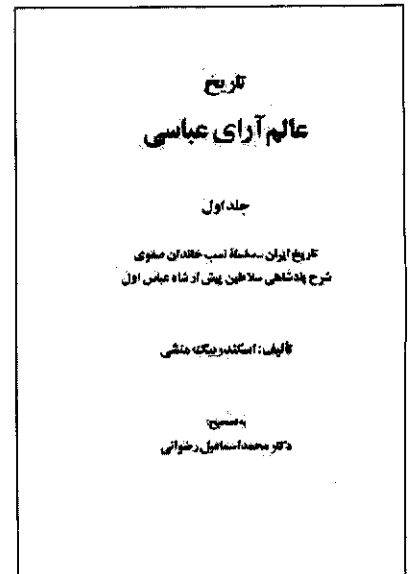 تاریخ
عالم‌آرای عباسی
جلد اول
تاریخ ایران سلسلهٔ نسب خاندان صفوی
شرح پادشاهی سلاطین پیش از شاه عباس اول
تألیف: اسکندربیک منشی
به تصحیح:
دکتر محمداسماعیل رضوانی